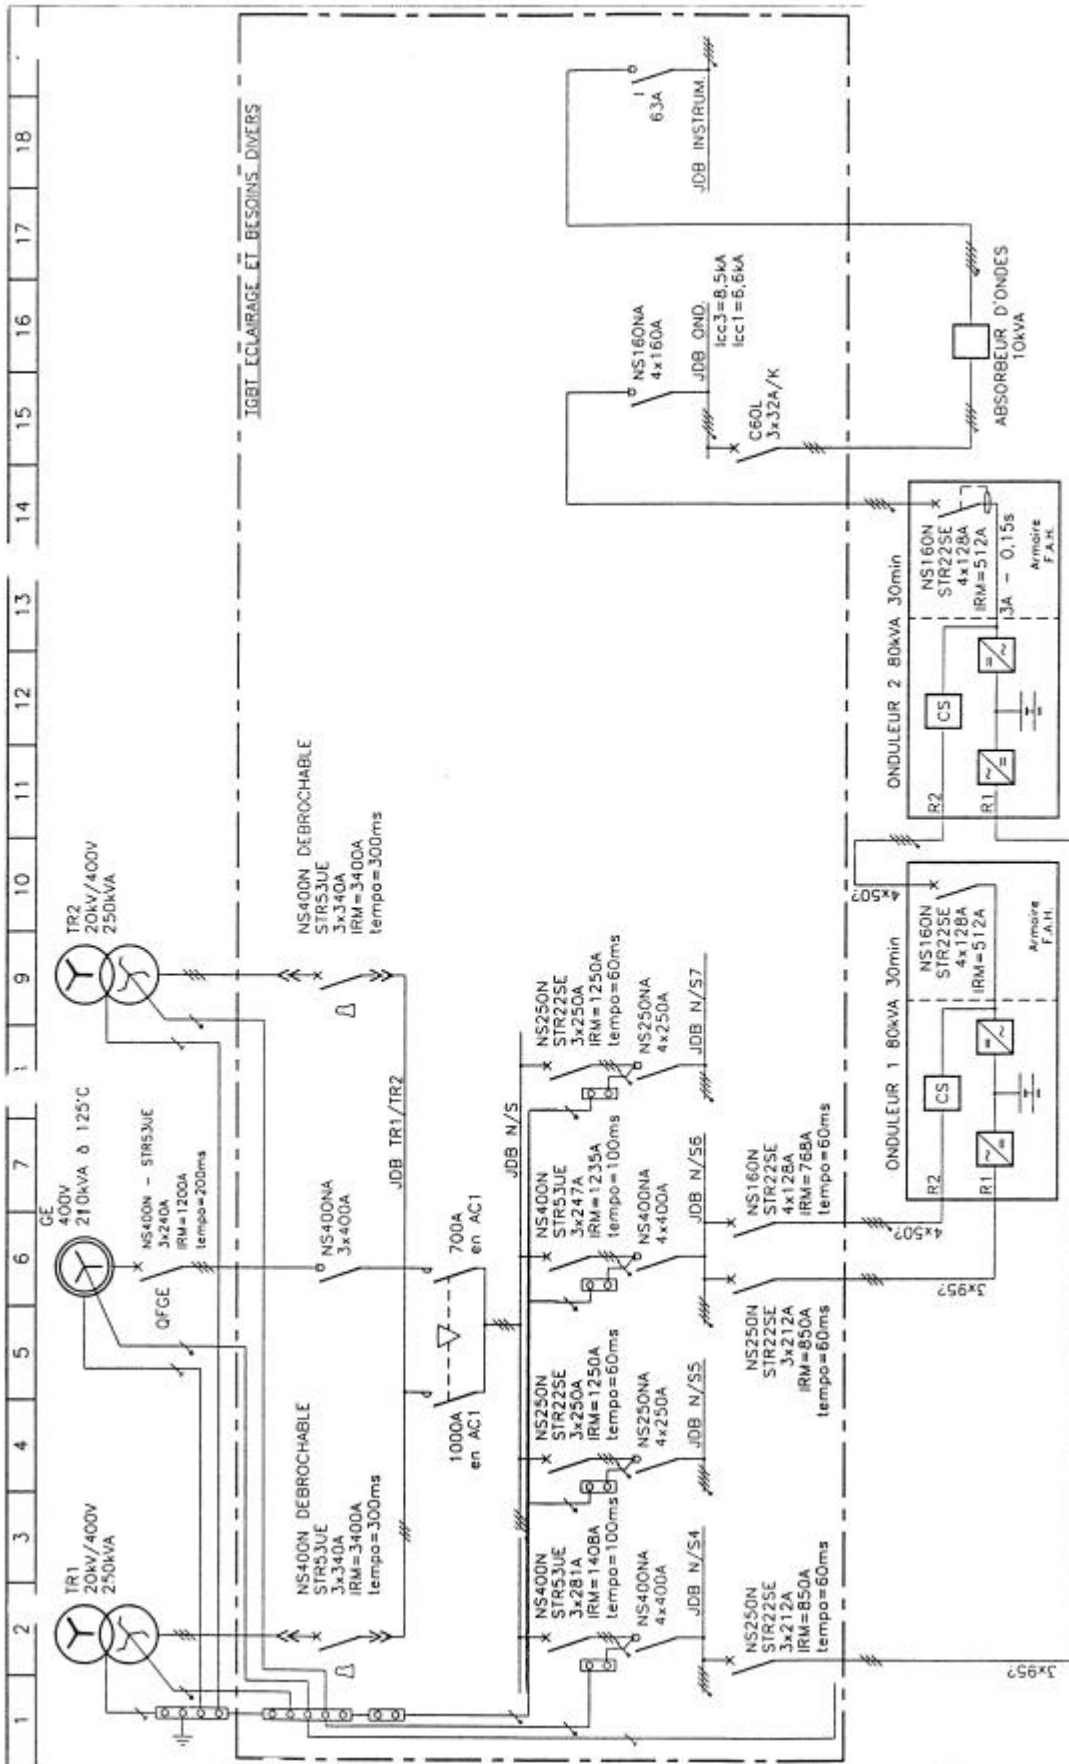 1
2
3
4
5
6
7
9
10
11
12
13
14
15
16
17
18
TR1
20kV/400V
250kVA
GE
400V
210kVA à 125°C
TR2
20kV/400V
250kVA
NS400N - STR53UE
3x240A
IRM=1200A
tempo=200ms
QFGE
TGBT ECLAIRAGE ET BESOINS DIVERS
NS400N DEBROCHABLE
STR53UE
3x340A
IRM=3400A
tempo=300ms
NS400NA
3x400A
NS400N DEBROCHABLE
STR53UE
3x340A
IRM=3400A
tempo=300ms
JDB TR1/TR2
1000A
en AC1
700A
en AC1
JDB N/S
NS400N
STR53UE
3x281A
IRM=1408A
tempo=100ms
NS400NA
4x400A
JDB N/S4
NS250N
STR22SE
3x250A
IRM=1250A
tempo=60ms
NS250NA
4x250A
JDB N/S5
NS400N
STR53UE
3x247A
IRM=1235A
tempo=100ms
NS400NA
4x400A
JDB N/S6
NS250N
STR22SE
3x250A
IRM=1250A
tempo=60ms
NS250NA
4x250A
JDB N/S7
NS250N
STR22SE
3x212A
IRM=850A
tempo=60ms
3x95?
NS250N
STR22SE
3x212A
IRM=850A
tempo=60ms
3x95?
NS160N
STR22SE
4x128A
IRM=768A
tempo=60ms
4x50?
NS160NA
4x160A
JDB OND.
Icc3=8,5kA
Icc1=6,6kA
C60L
3x32A/K
I
63A
JDB INSTRUM.
ABSORBEUR D'ONDES
10kVA
ONDULEUR 1 80kVA 30min
R2
R1
CS
NS160N
STR22SE
4x128A
IRM=512A
Armoire
F.A.H.
4x50?
ONDULEUR 2 80kVA 30min
R2
R1
CS
NS160N
STR22SE
4x128A
IRM=512A
3A - 0,15s
Armoire
F.A.H.